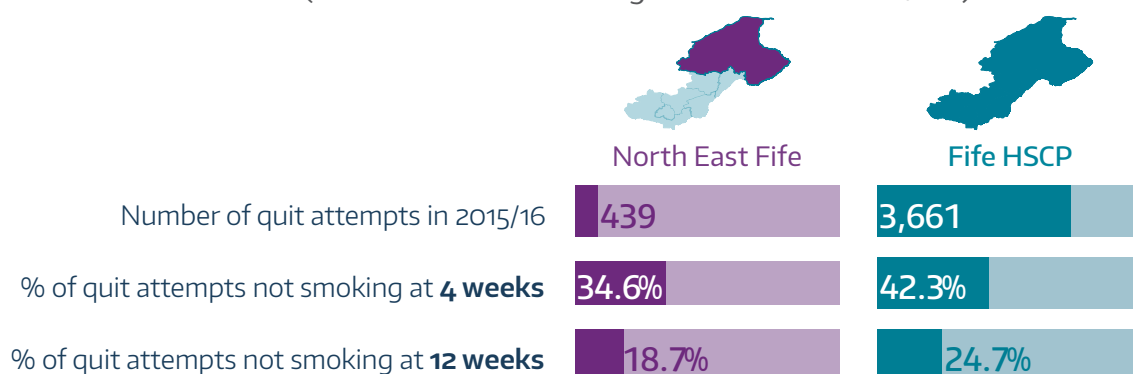 North East Fife
Fife HSCP
Number of quit attempts in 2015/16 439 3,661
% of quit attempts not smoking at 4 weeks 34.6% 42.3%
% of quit attempts not smoking at 12 weeks 18.7% 24.7%